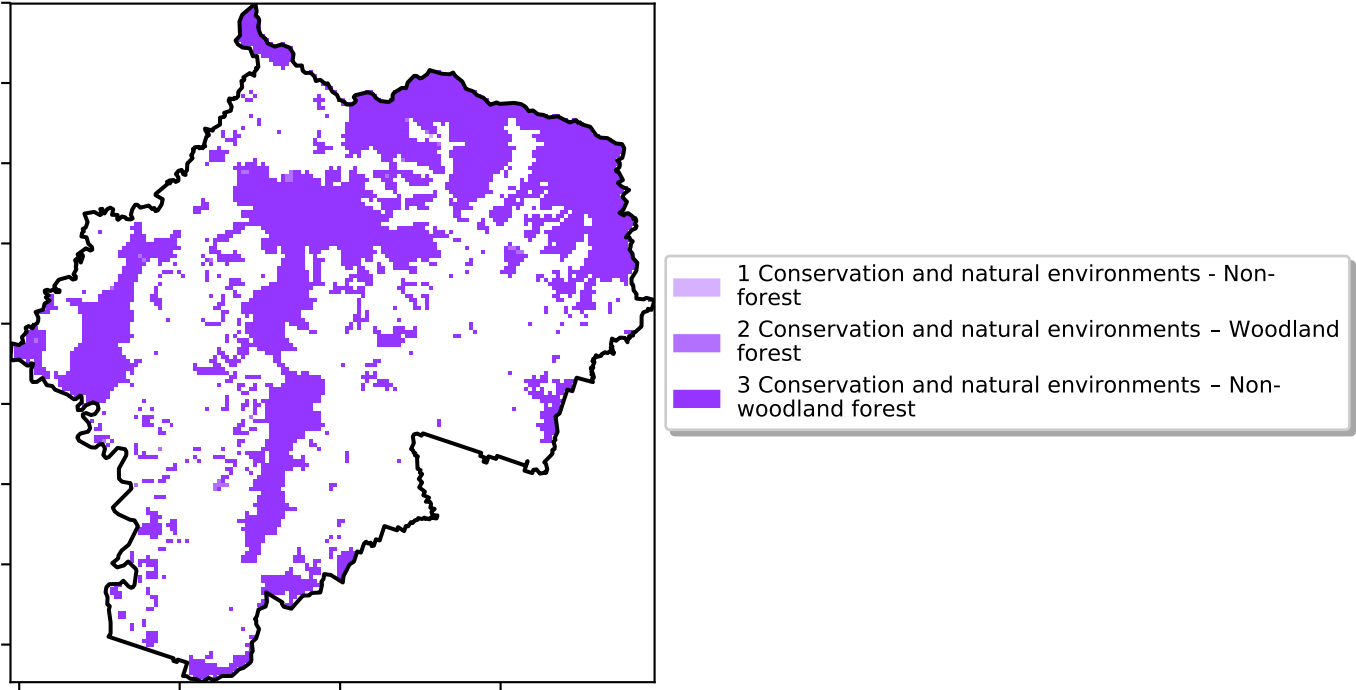 1 Conservation and natural environments - Non-
forest
2 Conservation and natural environments – Woodland
forest
3 Conservation and natural environments – Non-
woodland forest